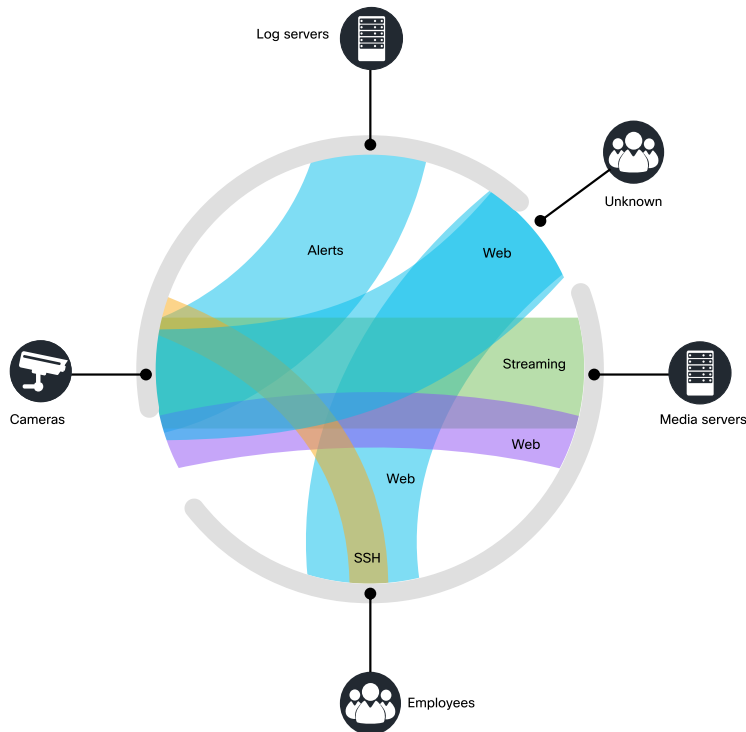 Log servers
Unknown
Alerts
Web
Streaming
Cameras
Media servers
Web
Web
SSH
Employees